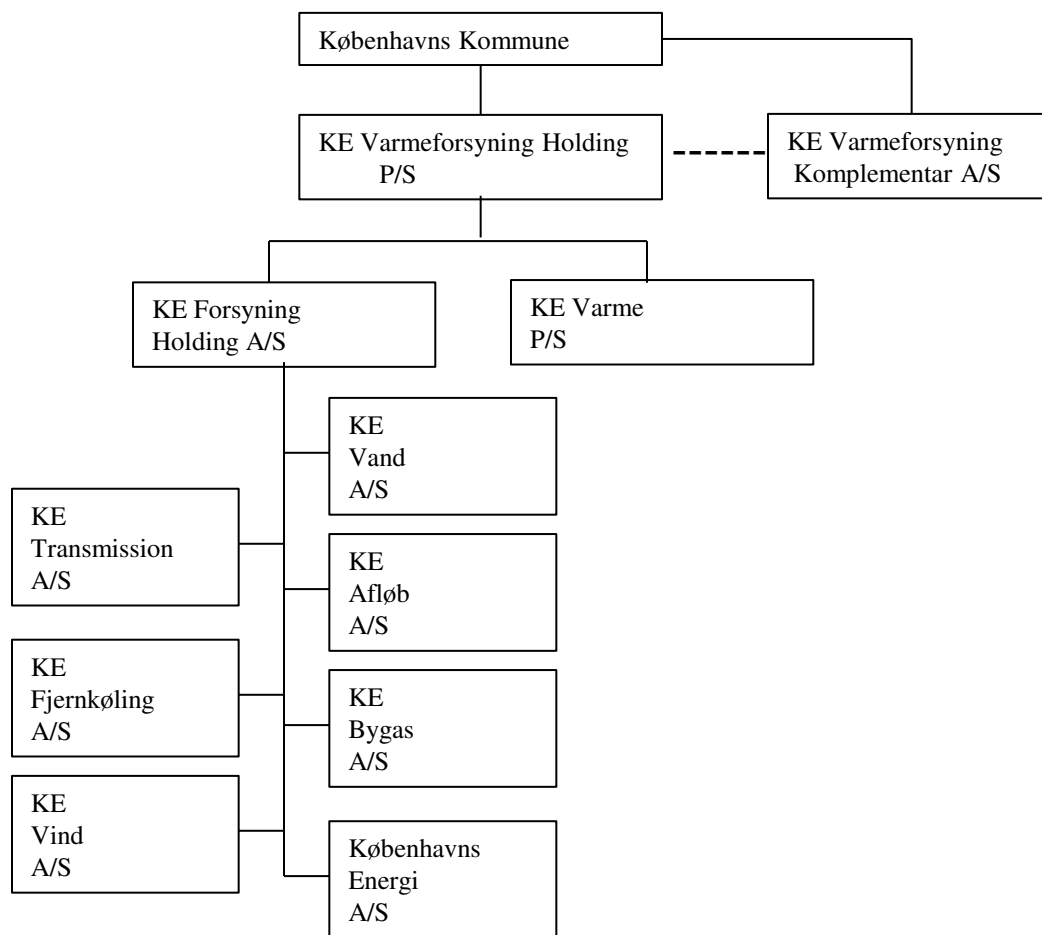 Københavns Kommune
KE Varmeforsyning Holding
P/S
KE Varmeforsyning
Komplementar A/S
KE Forsyning
Holding A/S
KE Varme
P/S
KE
Vand
A/S
KE
Transmission
A/S
KE
Afløb
A/S
KE
Fjernkøling
A/S
KE
Bygas
A/S
KE
Vind
A/S
Københavns
Energi
A/S